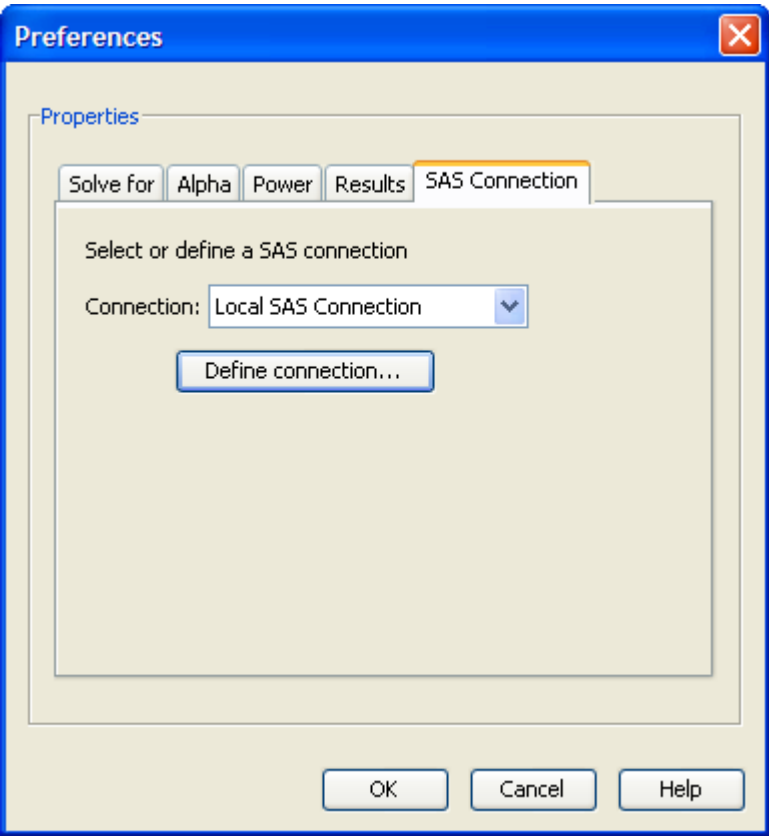 Preferences
Properties
Solve for Alpha Power Results SAS Connection
Select or define a SAS connection
Connection: Local SAS Connection
Define connection...
OK Cancel Help